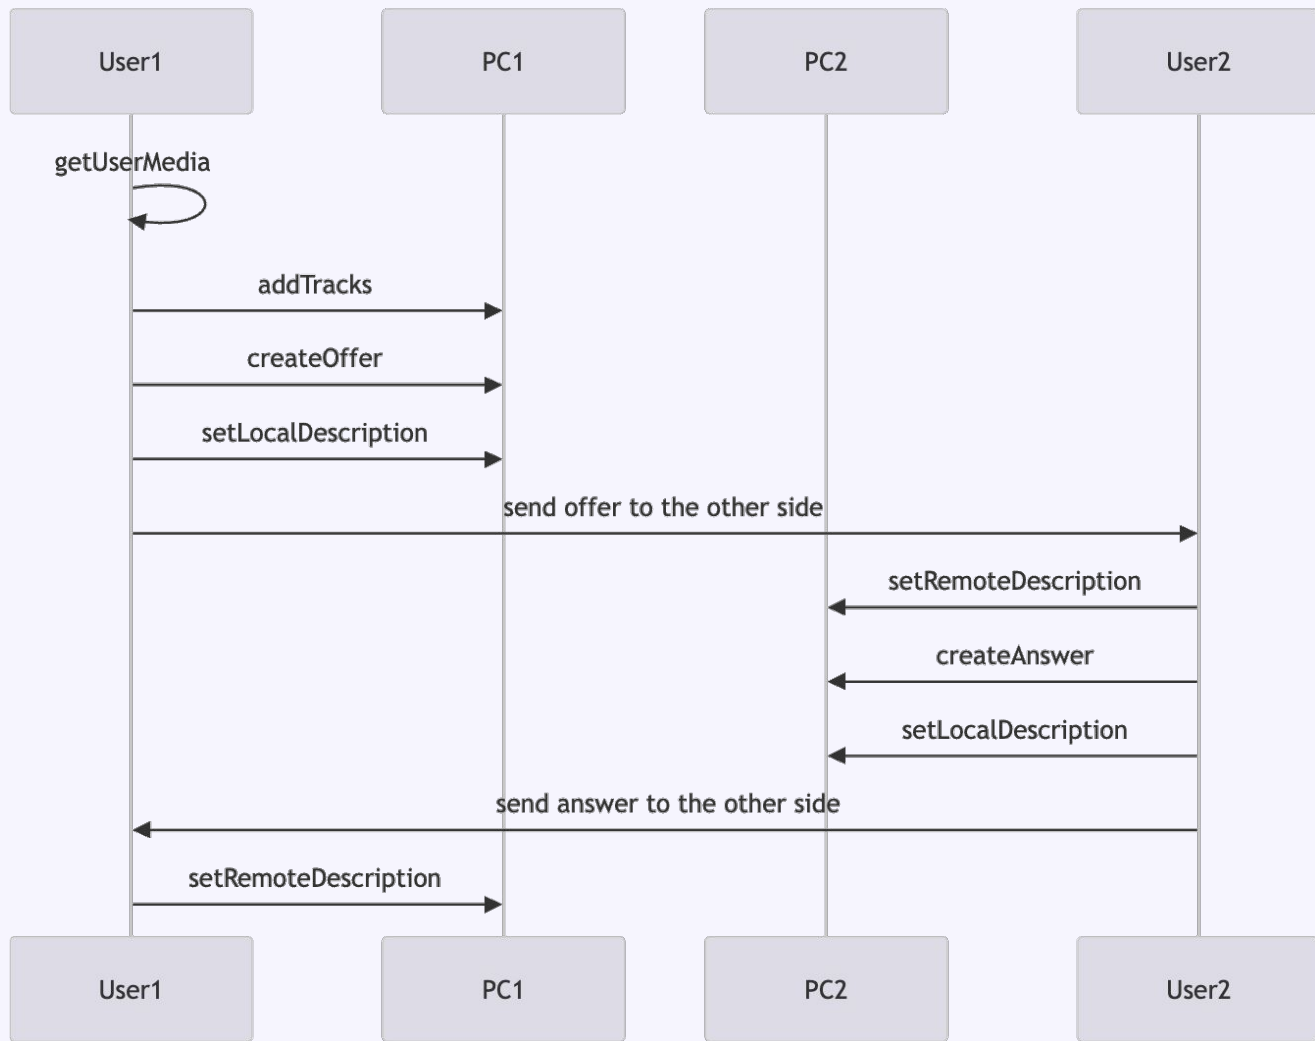 User1
PC1
PC2
User2
getUserMedia
addTracks
createOffer
setLocalDescription
send offer to the other side
setRemoteDescription
createAnswer
setLocalDescription
send answer to the other side
setRemoteDescription
User1
PC1
PC2
User2